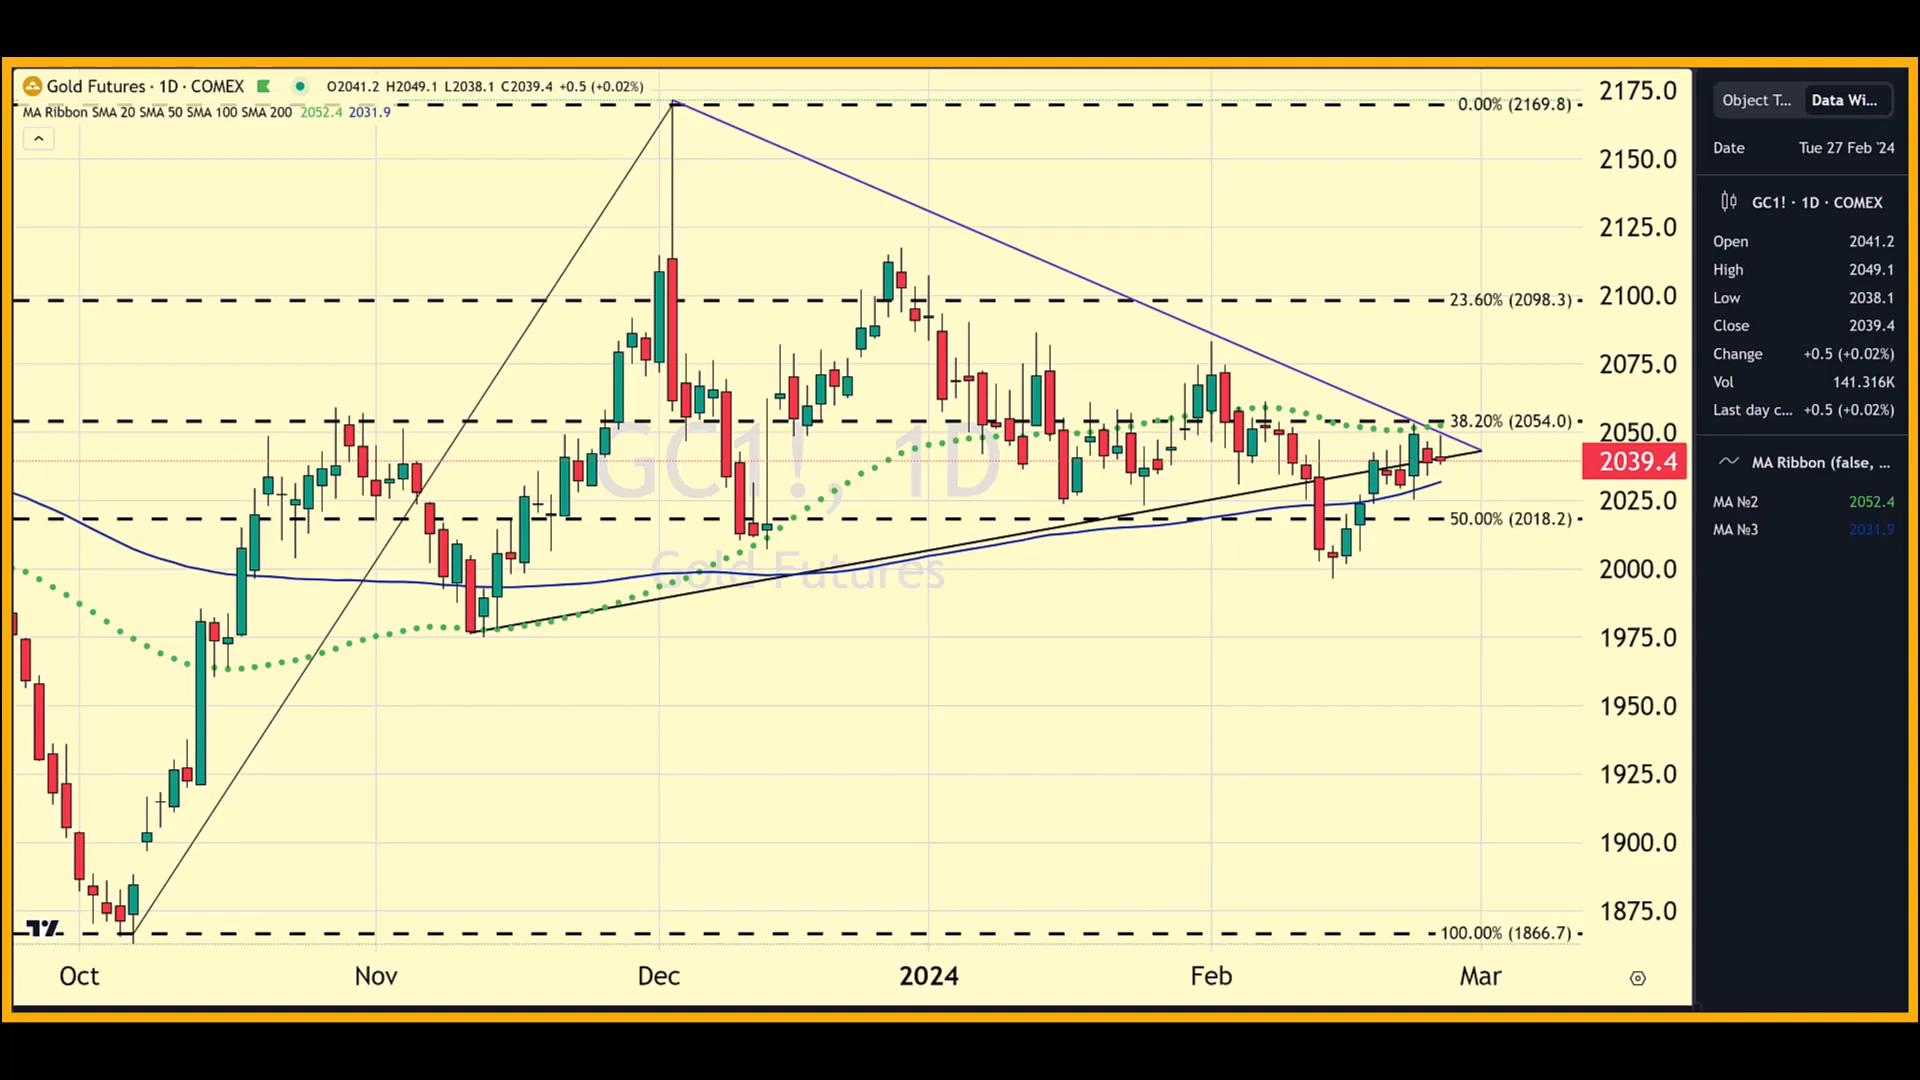 Gold Futures · 1D · COMEX O2041.2 H2049.1 L2038.1 C2039.4 +0.5 (+0.02%)
MA Ribbon SMA 20 SMA 50 SMA 100 SMA 200 2052.4 2031.9
0.00% (2169.8)
23.60% (2098.3)
38.20% (2054.0)
50.00% (2018.2)
100.00% (1866.7)
GC1!, 1D
Gold Futures
2175.0
2150.0
2125.0
2100.0
2075.0
2050.0
2039.4
2025.0
2000.0
1975.0
1950.0
1925.0
1900.0
1875.0
Oct Nov Dec 2024 Feb Mar
Object T... Data Wi...
Date Tue 27 Feb '24
GC1! · 1D · COMEX
Open 2041.2
High 2049.1
Low 2038.1
Close 2039.4
Change +0.5 (+0.02%)
Vol 141.316K
Last day c... +0.5 (+0.02%)
MA Ribbon (false, ...
MA №2 2052.4
MA №3 2031.9